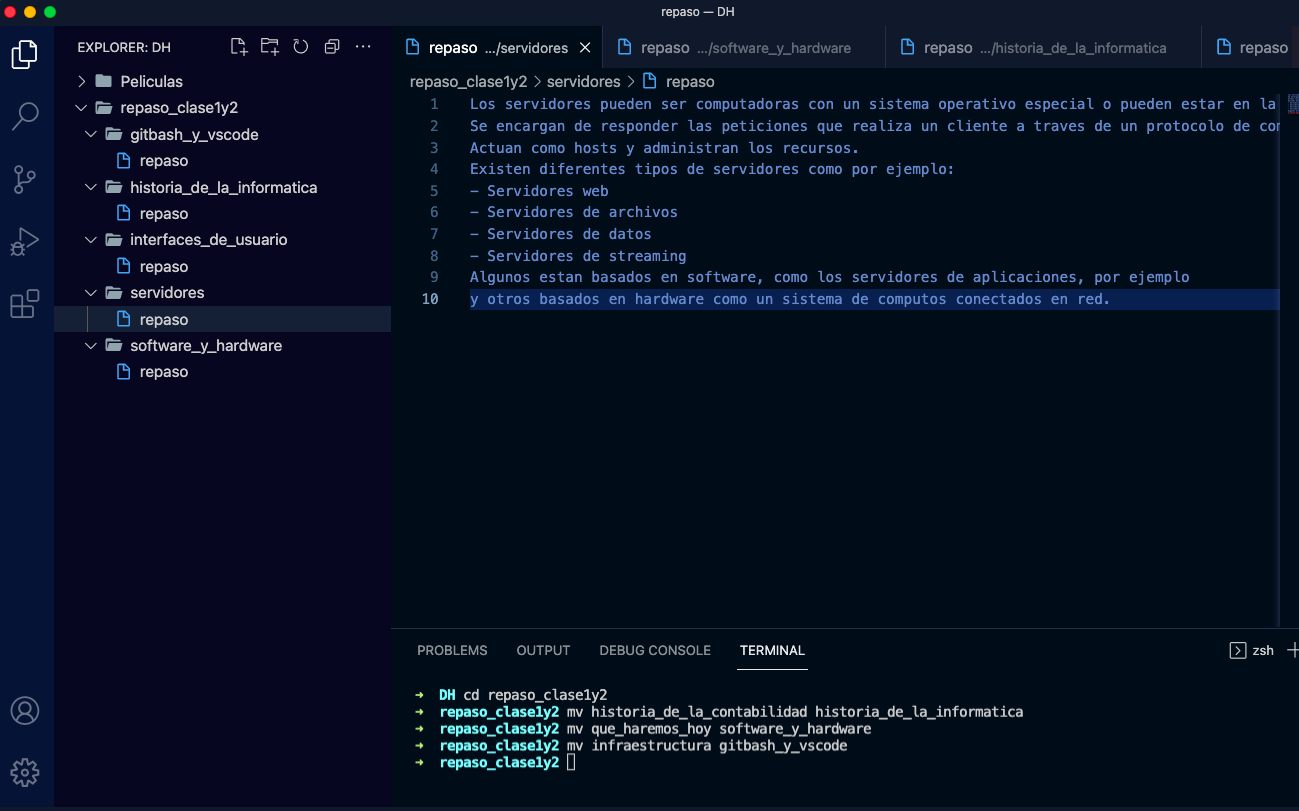 repaso — DH
EXPLORER: DH
Peliculas
repaso_clase1y2
gitbash_y_vscode
repaso
historia_de_la_informatica
repaso
interfaces_de_usuario
repaso
servidores
repaso
software_y_hardware
repaso
repaso .../servidores
repaso .../software_y_hardware
repaso .../historia_de_la_informatica
repaso
repaso_clase1y2 > servidores > repaso
1 Los servidores pueden ser computadoras con un sistema operativo especial o pueden estar en la
2 Se encargan de responder las peticiones que realiza un cliente a traves de un protocolo de
3 Actuan como hosts y administran los recursos.
4 Existen diferentes tipos de servidores como por ejemplo:
5 - Servidores web
6 - Servidores de archivos
7 - Servidores de datos
8 - Servidores de streaming
9 Algunos estan basados en software, como los servidores de aplicaciones, por ejemplo
10 y otros basados en hardware como un sistema de computos conectados en red.
PROBLEMS OUTPUT DEBUG CONSOLE TERMINAL
zsh
→ DH cd repaso_clase1y2
→ repaso_clase1y2 mv historia_de_la_contabilidad historia_de_la_informatica
→ repaso_clase1y2 mv que_haremos_hoy software_y_hardware
→ repaso_clase1y2 mv infraestructura gitbash_y_vscode
→ repaso_clase1y2